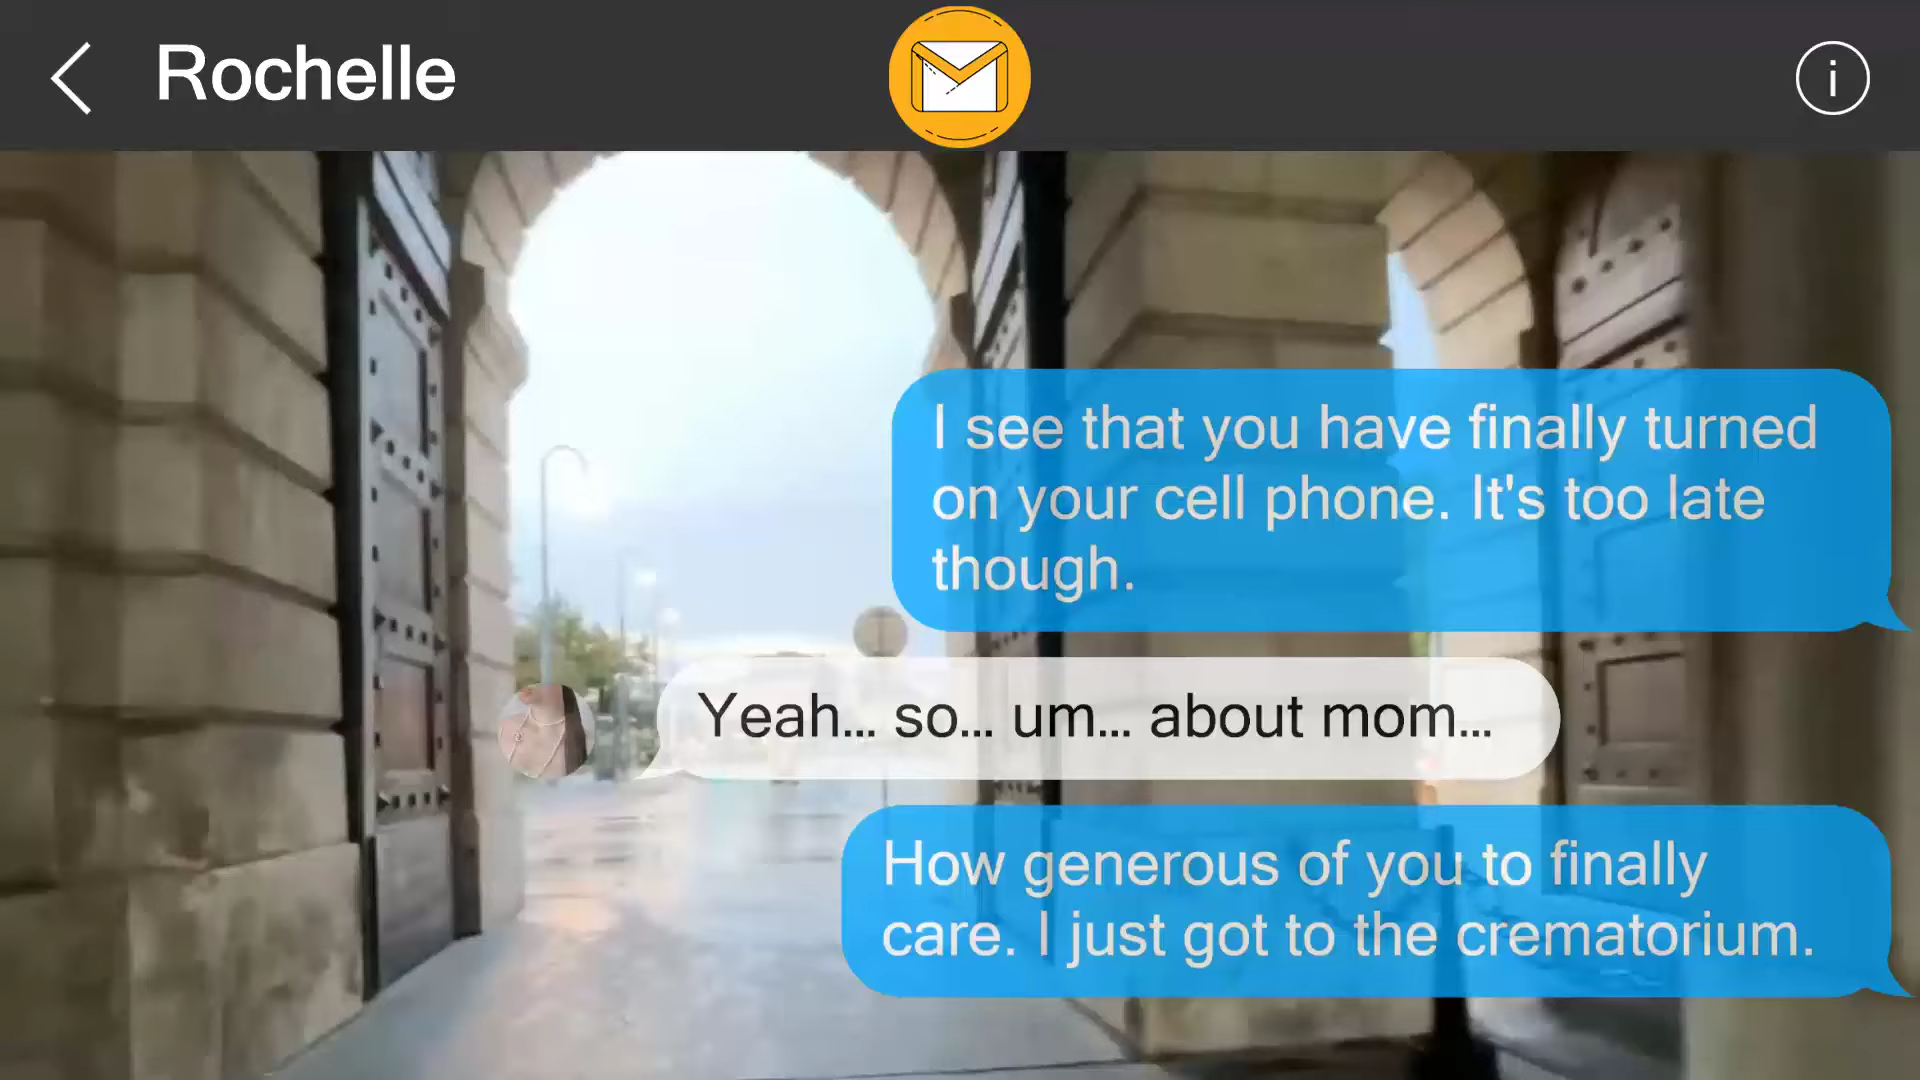 Rochelle
i
I see that you have finally turned
on your cell phone. It's too late
though.
Yeah... so... um... about mom...
How generous of you to finally
care. I just got to the crematorium.